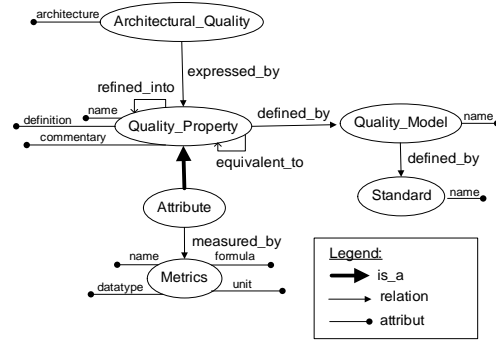 architecture
Architectural_Quality
expressed_by
refined_into
name
definition
Quality_Property
commentary
defined_by
equivalent_to
Quality_Model
name
defined_by
Standard
name
Attribute
measured_by
name
formula
Metrics
datatype
unit
Legend:
is_a
relation
attribut